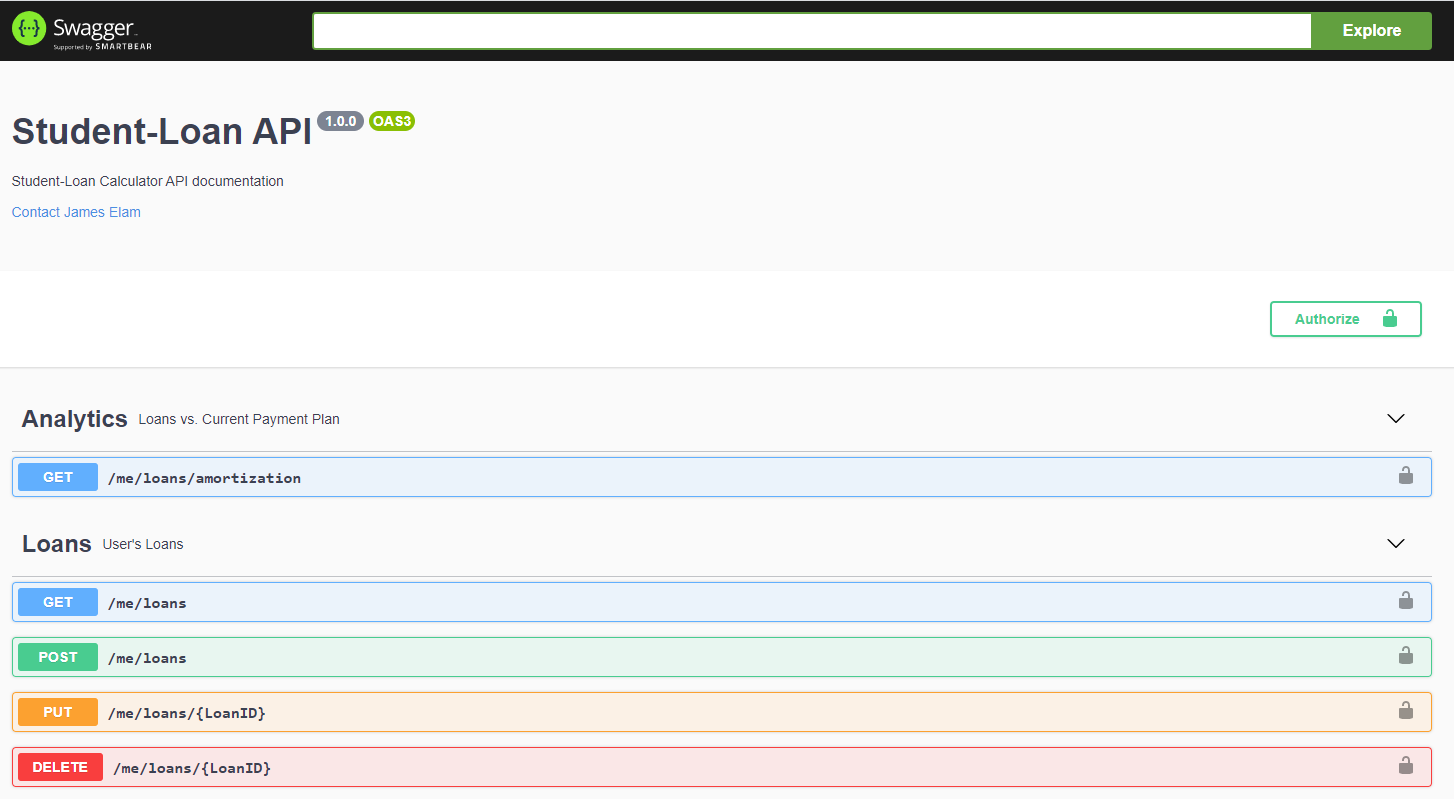 {··} Swagger
Supported by SMARTBEAR
Explore
Student-Loan API 1.0.0 OAS3
Student-Loan Calculator API documentation
Contact James Elam
Authorize
Analytics Loans vs. Current Payment Plan
GET /me/loans/amortization
Loans User's Loans
GET /me/loans
POST /me/loans
PUT /me/loans/{LoanID}
DELETE /me/loans/{LoanID}